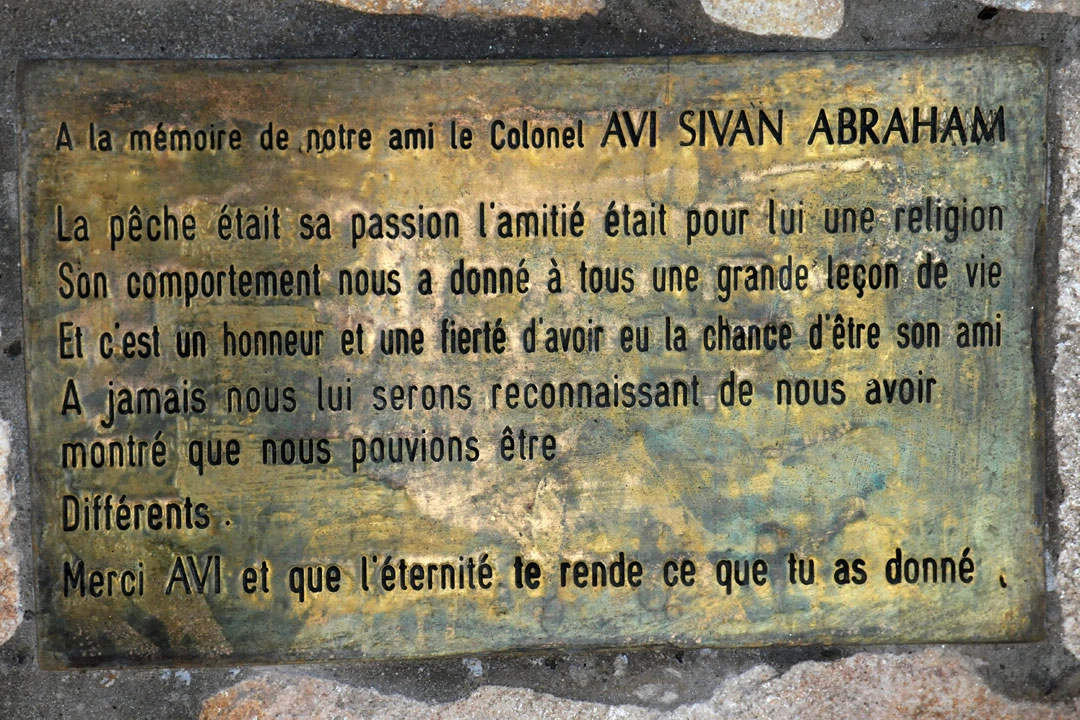 A la mémoire de notre ami le Colonel AVI SIVAN ABRAHAM
La pêche était sa passion l'amitié était pour lui une religion
Son comportement nous a donné à tous une grande leçon de vie
Et c'est un honneur et une fierté d'avoir eu la chance d'être son ami
A jamais nous lui serons reconnaissant de nous avoir
montré que nous pouvions être
Différents.
Merci AVI et que l'éternité te rende ce que tu as donné.